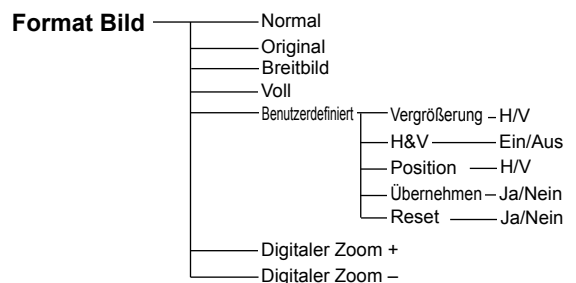 Format Bild
Normal
Original
Breitbild
Voll
Benutzerdefiniert
Vergrößerung – H/V
H&V Ein/Aus
Position H/V
Übernehmen – Ja/Nein
Reset Ja/Nein
Digitaler Zoom +
Digitaler Zoom –